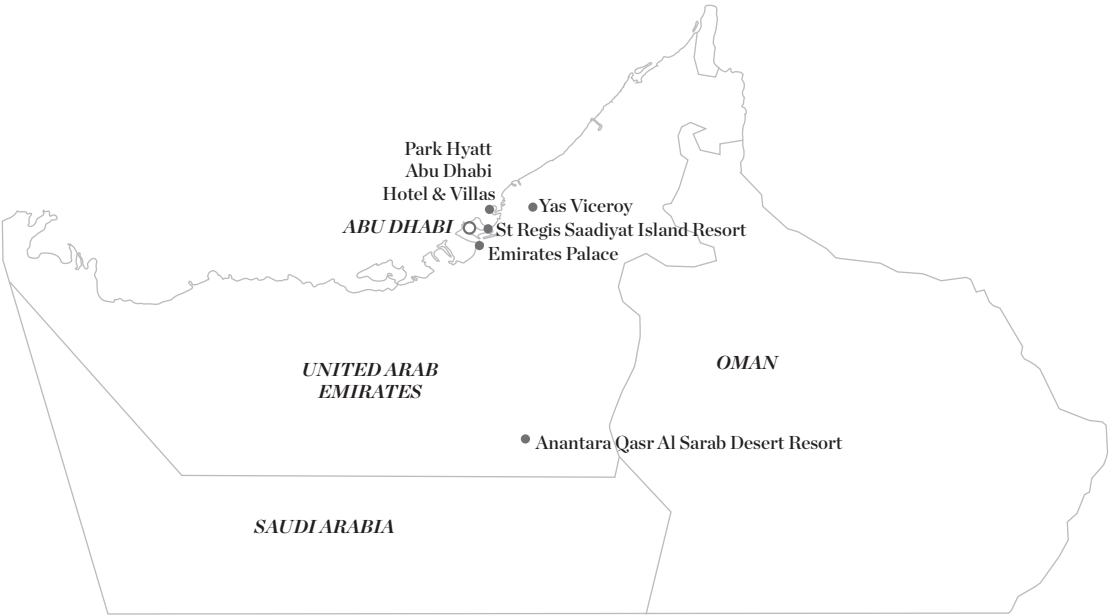 Park Hyatt
Abu Dhabi
Hotel & Villas
Yas Viceroy
ABU DHABI
St Regis Saadiyat Island Resort
Emirates Palace
UNITED ARAB
EMIRATES
OMAN
Anantara Qasr Al Sarab Desert Resort
SAUDI ARABIA